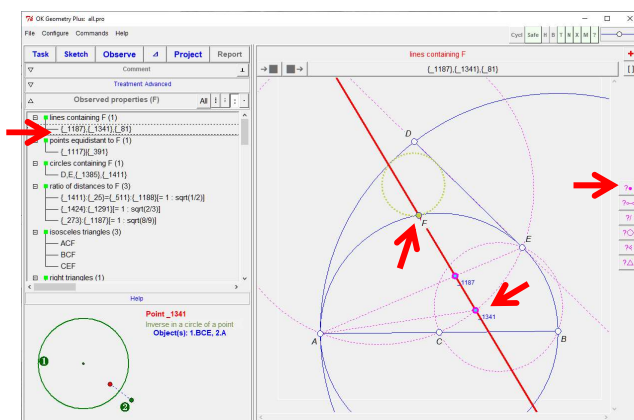 OK Geometry Plus: all.pro
File Configure Commands Help
Cycl Safe H B T N X M ?
Task Sketch Observe Project Report
Comment
Treatment Advanced
Observed properties (F) All ! : ; .
lines containing F (1)
{_1187},{_1341},{_81}
points equidistant to F (1)
{_1117}|{_391}
circles containing F (1)
D,E,{_1385},{_1411}
ratio of distances to F (3)
{_1411}:{_25}={_511}:{_1188}[= 1 : sqrt(1/2)]
{_1424}:{_1291}[= 1 : sqrt(2/3)]
{_273}:{_1187}[= 1 : sqrt(8/9)]
isosceles triangles (3)
ACF
BCF
CEF
right triangles (1)
Help
Point _1341
Inverse in a circle of a point
Object(s): 1.BCE, 2.A
1
2
lines containing F
{_1187},{_1341},{_81}
D
F
E
_1187
_1341
A
C
B
+
[ ]
?
?
?/
?
?
?